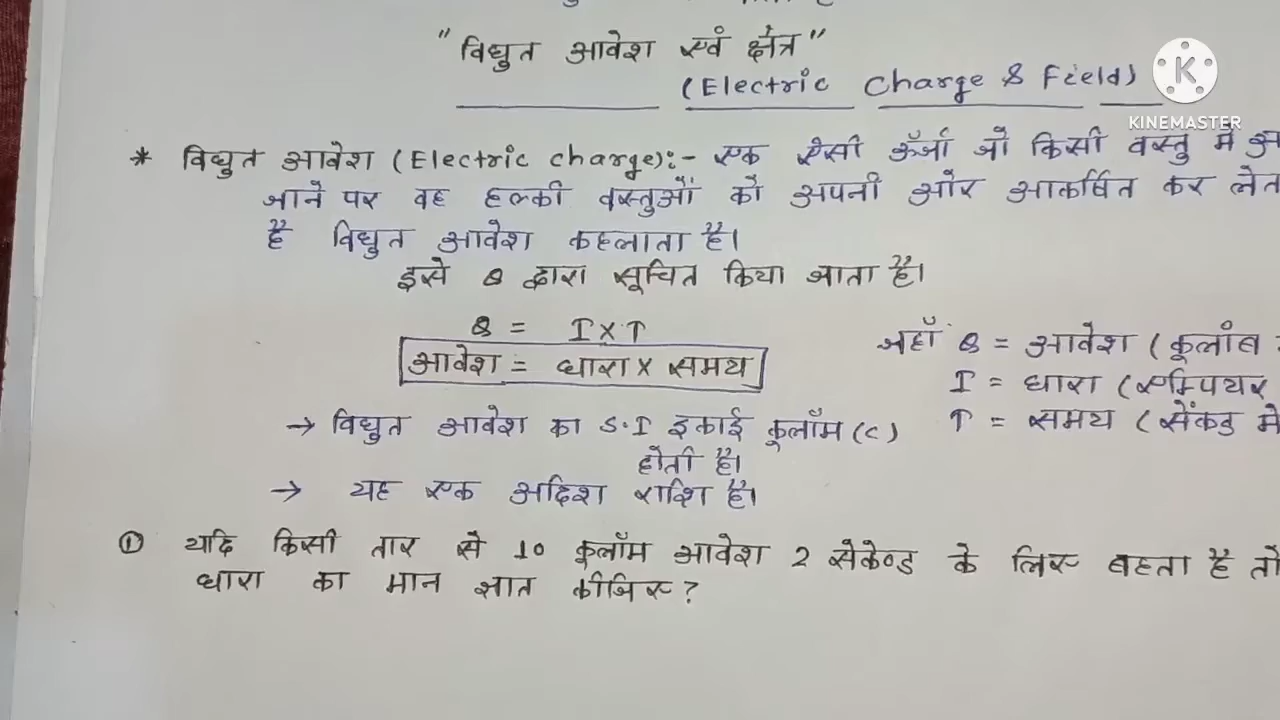 "विधुत आवेश एवं क्षेत्र"
(Electric Charge & Field)
KINEMASTER
* विधुत आवेश (Electric charge):- एक ऐसी ऊर्जा जो किसी वस्तु में
जाने पर वह हल्की वस्तुओं को अपनी ओर आकर्षित कर लेत
है विधुत आवेश कहलाता है।
इसे Q द्वारा सूचित किया जाता है।
Q = I × T
आवेश = धारा × समय
जहाँ Q = आवेश (कूलांब
I = धारा (एम्पियर
T = समय (सेंकड मे
→ विधुत आवेश का S.I इकाई कूलॉम (c)
होती है।
→ यह एक अदिश राशि है।
① यदि किसी तार से 10 कूलॉम आवेश 2 सेकेण्ड के लिए बहता है तो
धारा का मान ज्ञात कीजिए?